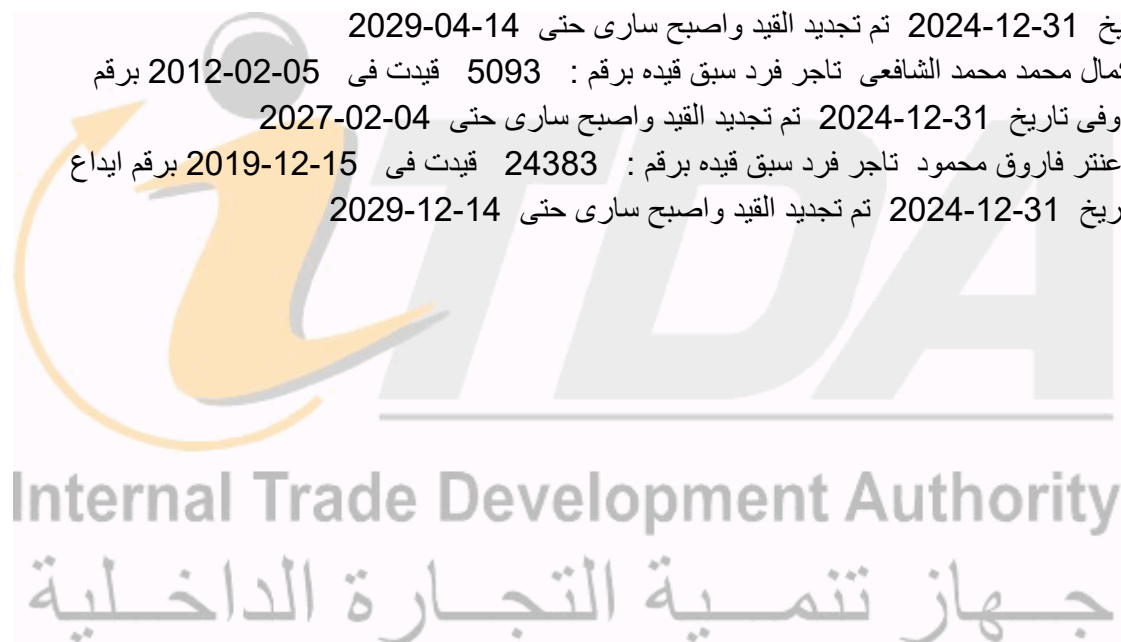 2024-12-31 تم تجديد القيد واصبح سارى حتى 2029-04-14
محمد محمد الشافعى تاجر فرد سبق قيده برقم : 5093 قيدت فى 2012-02-05 برقم
وفى تاريخ 2024-12-31 تم تجديد القيد واصبح سارى حتى 2027-02-04
عنتر فاروق محمود تاجر فرد سبق قيده برقم : 24383 قيدت فى 2019-12-15 برقم ايداع
2024-12-31 تم تجديد القيد واصبح سارى حتى 2029-12-14
iTDA
Internal Trade Development Authority
جهاز تنمية التجارة الداخلية